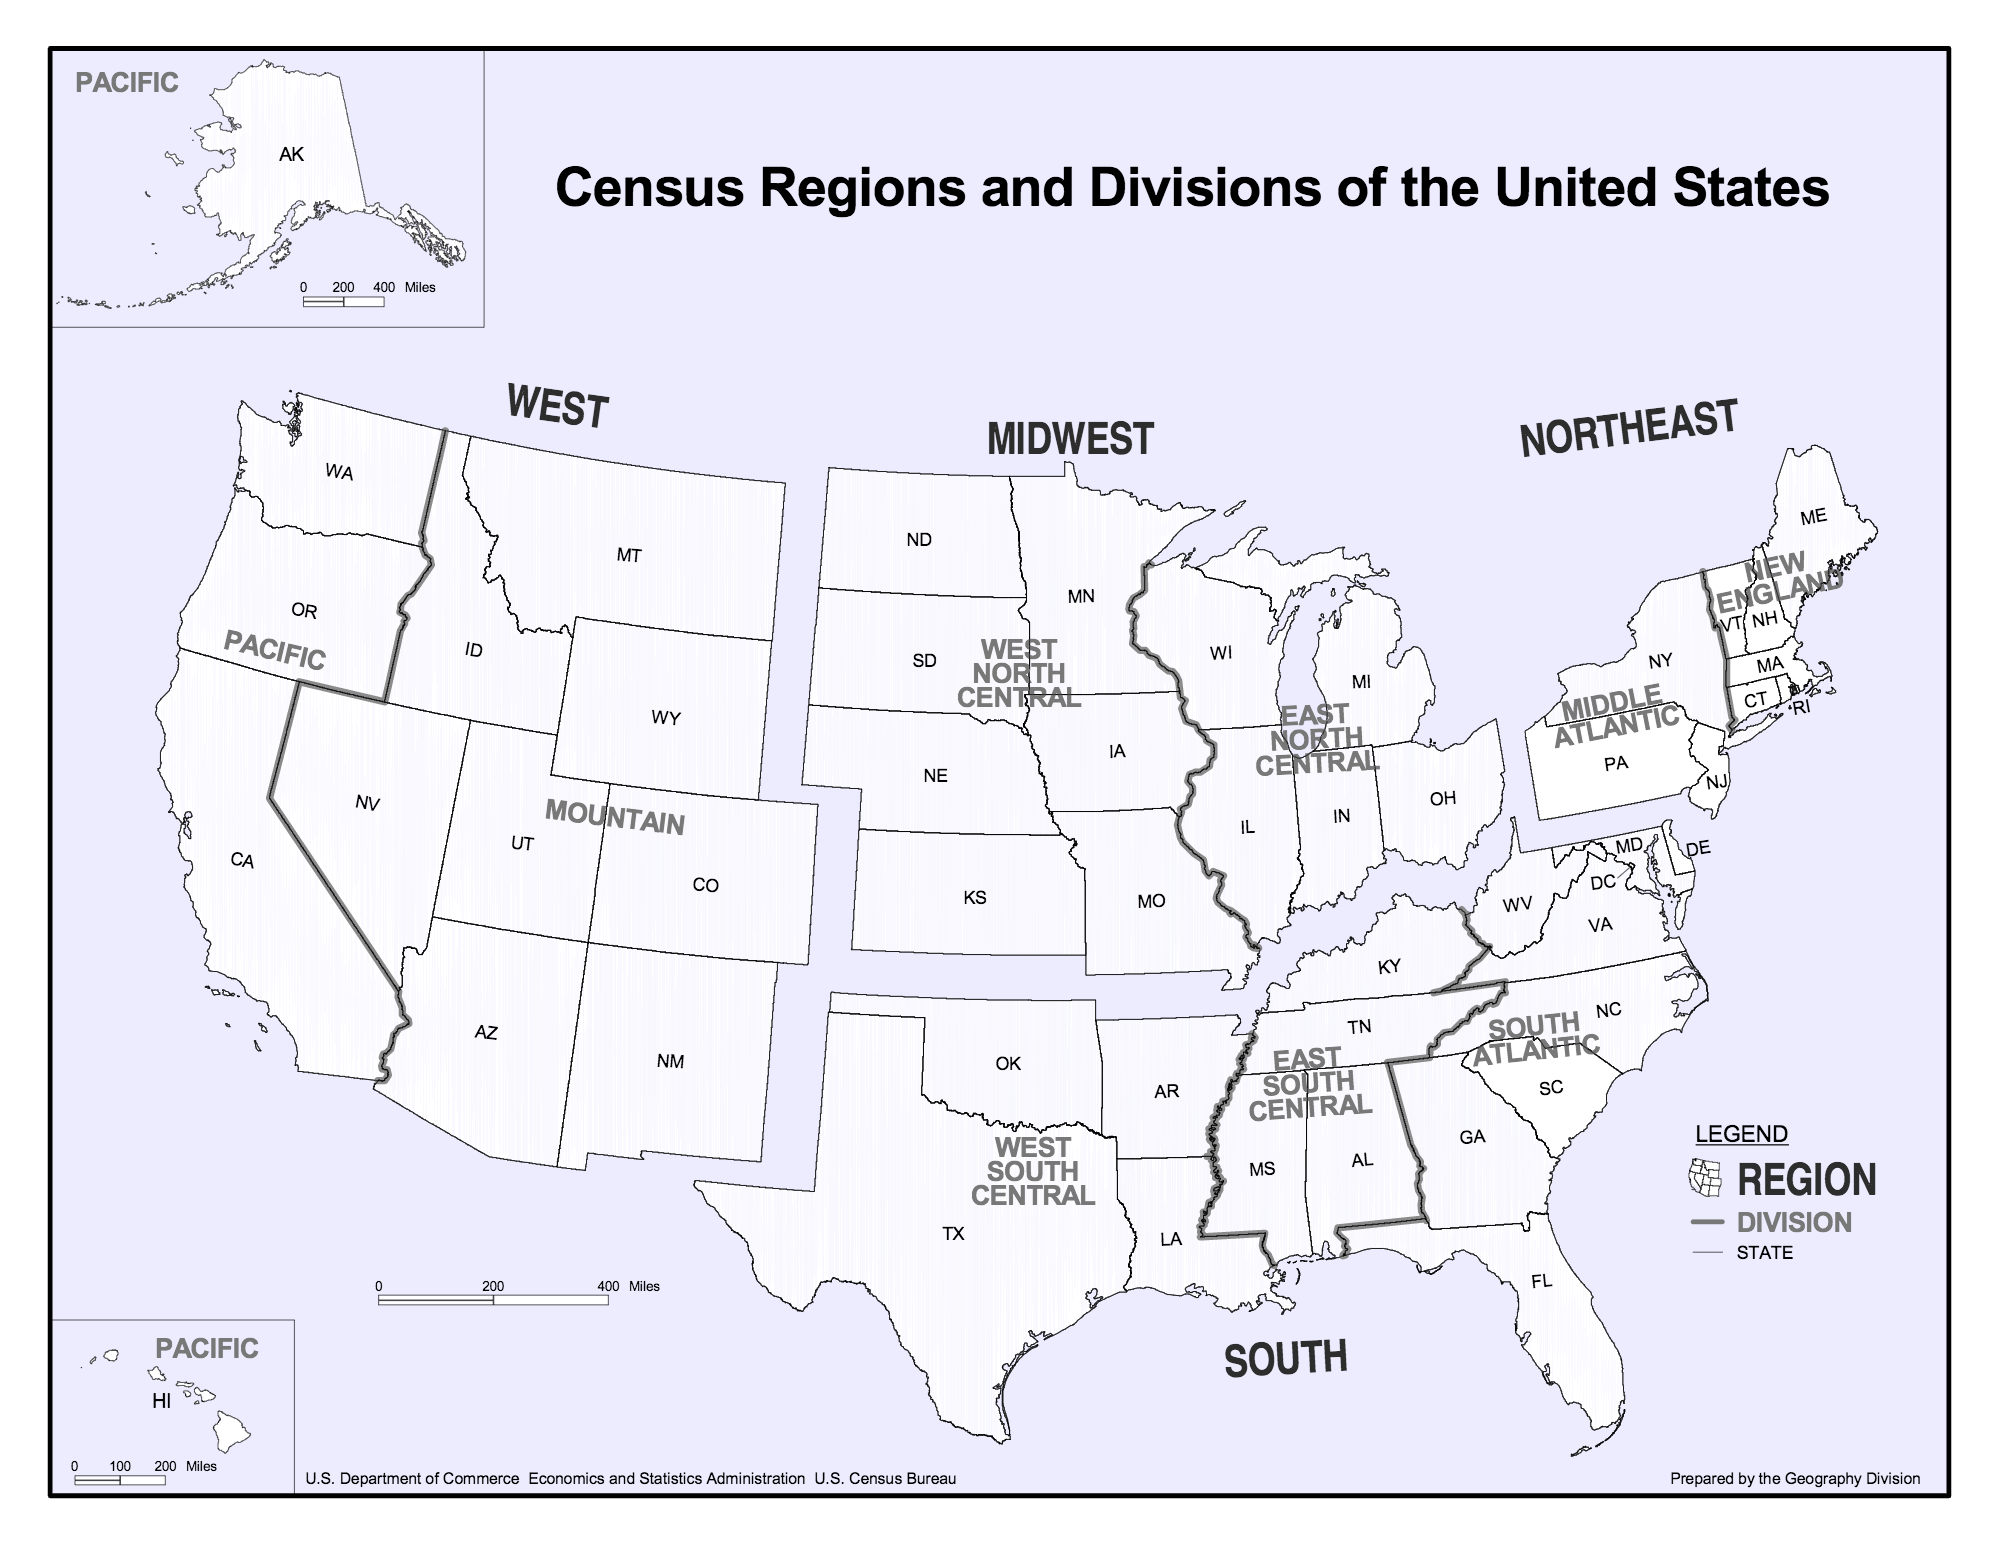 PACIFIC
AK
0 200 400 Miles
Census Regions and Divisions of the United States
WEST
MIDWEST
NORTHEAST
WA
MT
OR
ID
PACIFIC
WY
NV
UT
MOUNTAIN
CO
CA
AZ
NM
ND
MN
SD
WEST
NORTH
CENTRAL
NE
IA
KS
MO
WI
MI
EAST
NORTH
CENTRAL
IL
IN
OH
ME
NEW
ENGLAND
VT
NH
MA
CT
RI
NY
MIDDLE
ATLANTIC
PA
NJ
MD
DE
DC
WV
VA
KY
TN
NC
SOUTH
ATLANTIC
SC
EAST
SOUTH
CENTRAL
MS
AL
GA
FL
OK
AR
WEST
SOUTH
CENTRAL
TX
LA
SOUTH
LEGEND
REGION
DIVISION
STATE
0 200 400 Miles
PACIFIC
HI
0 100 200 Miles
U.S. Department of Commerce Economics and Statistics Administration U.S. Census Bureau
Prepared by the Geography Division